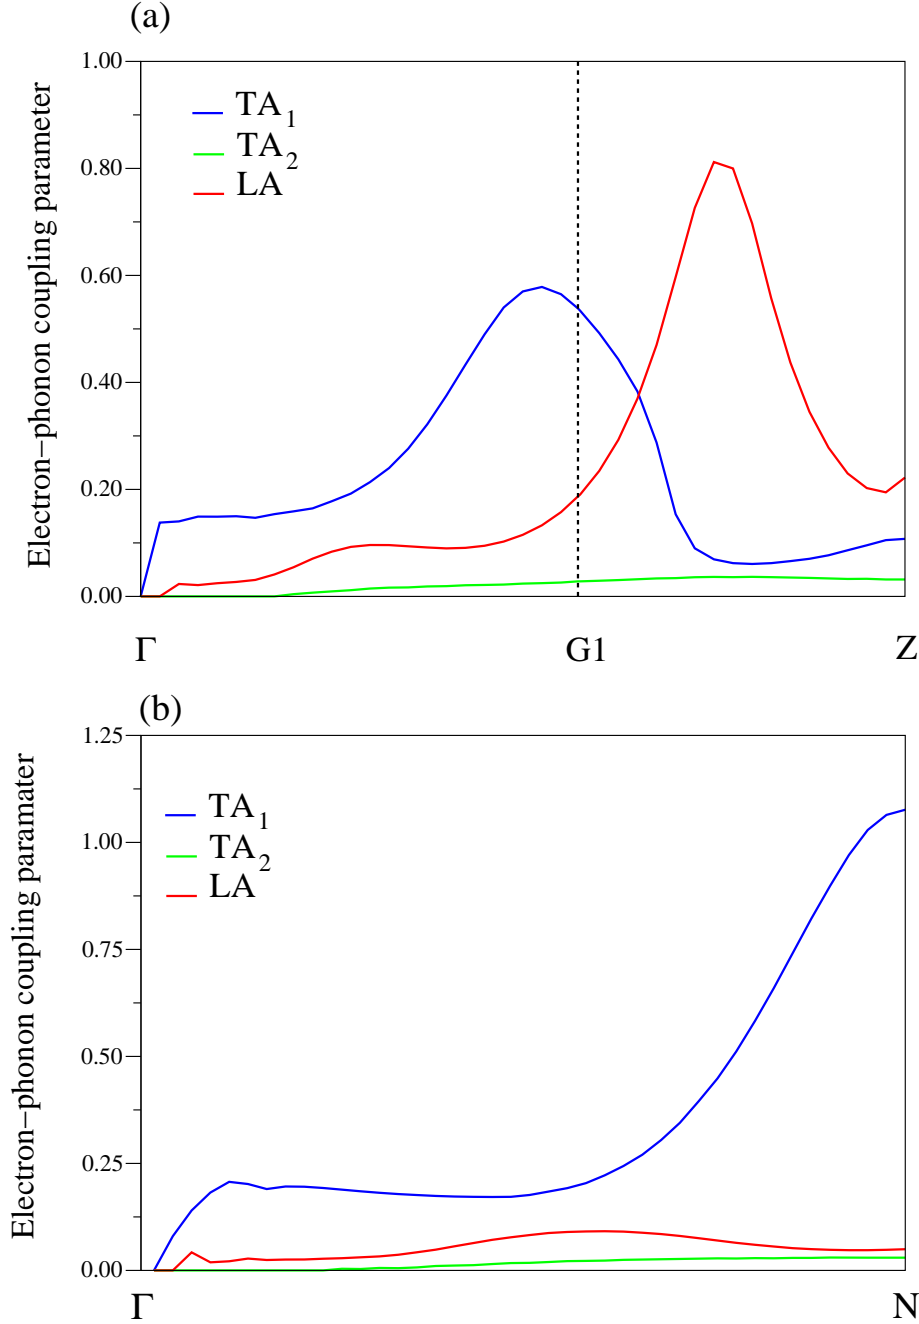 (a)
Electron−phonon coupling parameter
1.00
0.80
0.60
0.40
0.20
0.00
TA1
TA2
LA
Γ G1 Z
(b)
Electron−phonon coupling paramater
1.25
1.00
0.75
0.50
0.25
0.00
TA1
TA2
LA
Γ N